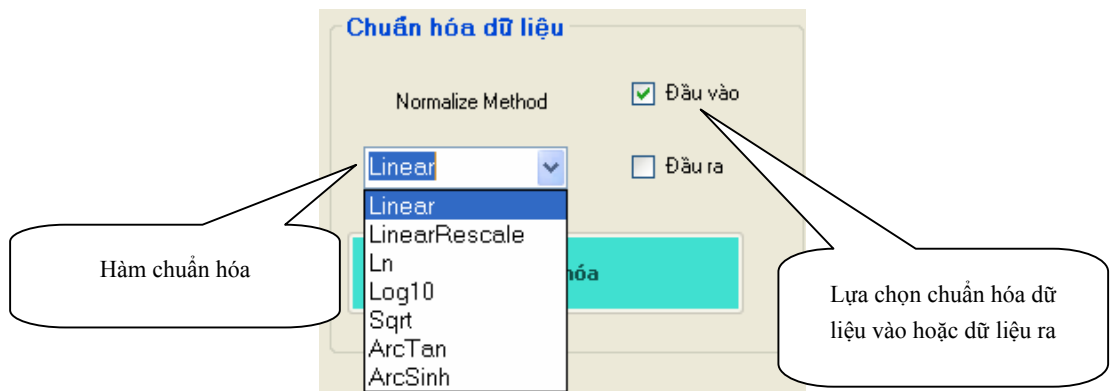 Chuẩn hóa dữ liệu
Normalize Method
Đầu vào
Linear
Đầu ra
Linear
LinearRescale
Ln
Log10
Sqrt
ArcTan
ArcSinh
hóa
Hàm chuẩn hóa
Lựa chọn chuẩn hóa dữ
liệu vào hoặc dữ liệu ra